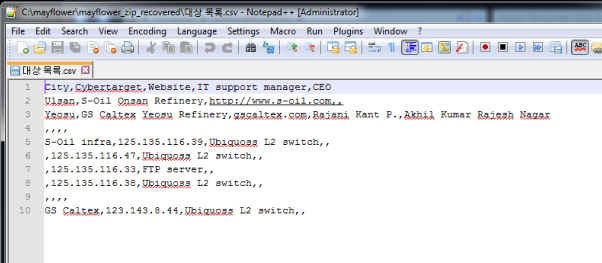 C:\mayflower\mayflower_zip_recovered\대상 목록.csv - Notepad++ [Administrator]
File Edit Search View Encoding Language Settings Macro Run Plugins Window ?
대상 목록.csv
1 City,Cybertarget,Website,IT support manager,CEO
2 Ulsan,S-Oil Onsan Refinery,http://www.s-oil.com,,
3 Yeosu,GS Caltex Yeosu Refinery,gscaltex.com,Rajani Kant P.,Akhil Kumar Rajesh Nagar
4 ,,,,
5 S-Oil infra,125.135.116.39,Ubiquoss L2 switch,,
6 ,125.135.116.47,Ubiquoss L2 switch,,
7 ,125.135.116.33,FTP server,,
8 ,125.135.116.38,Ubiquoss L2 switch,,
9 ,,,,
10 GS Caltex,123.143.8.44,Ubiquoss L2 switch,,